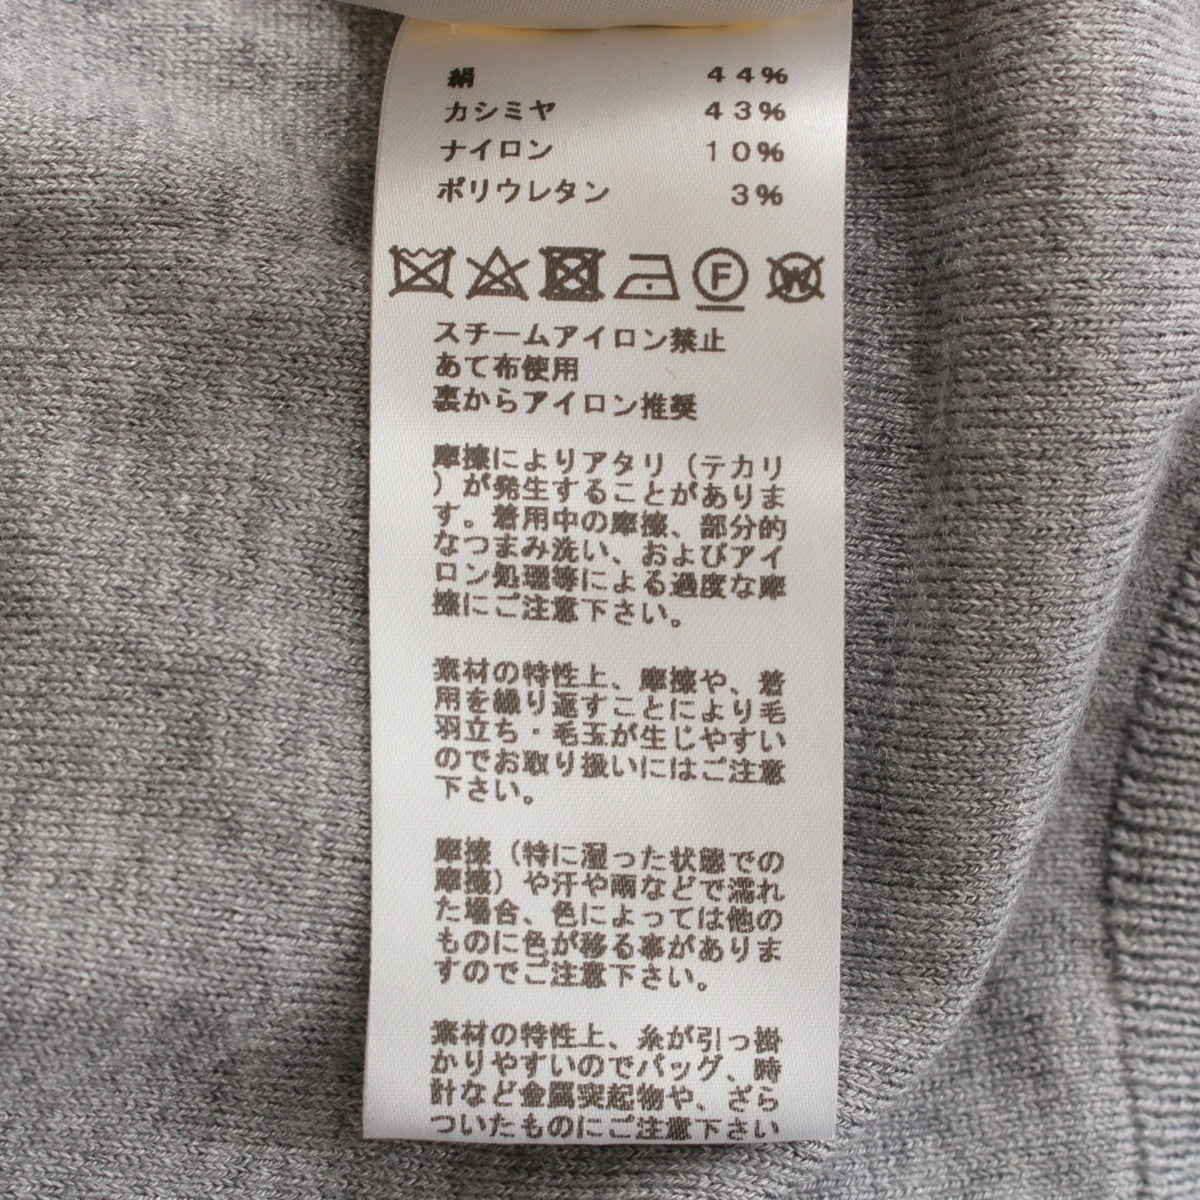 絹 44%
カシミヤ 43%
ナイロン 10%
ポリウレタン 3%
F W
スチームアイロン禁止
あて布使用
裏からアイロン推奨
摩擦によりアタリ（テカリ
）が発生することがありま
す。着用中の摩擦、部分的
なつまみ洗い、およびアイ
ロン処理等による過度な摩
擦にご注意下さい。
素材の特性上、摩擦や、着
用を繰り返すことにより毛
羽立ち・毛玉が生じやすい
のでお取り扱いにはご注意
下さい。
摩擦（特に湿った状態での
摩擦）や汗や雨などで濡れ
た場合、色によっては他の
ものに色が移る事がありま
すのでご注意下さい。
素材の特性上、糸が引っ掛
かりやすいのでバッグ、時
計など金属突起物や、ざら
ついたものにご注意下さい